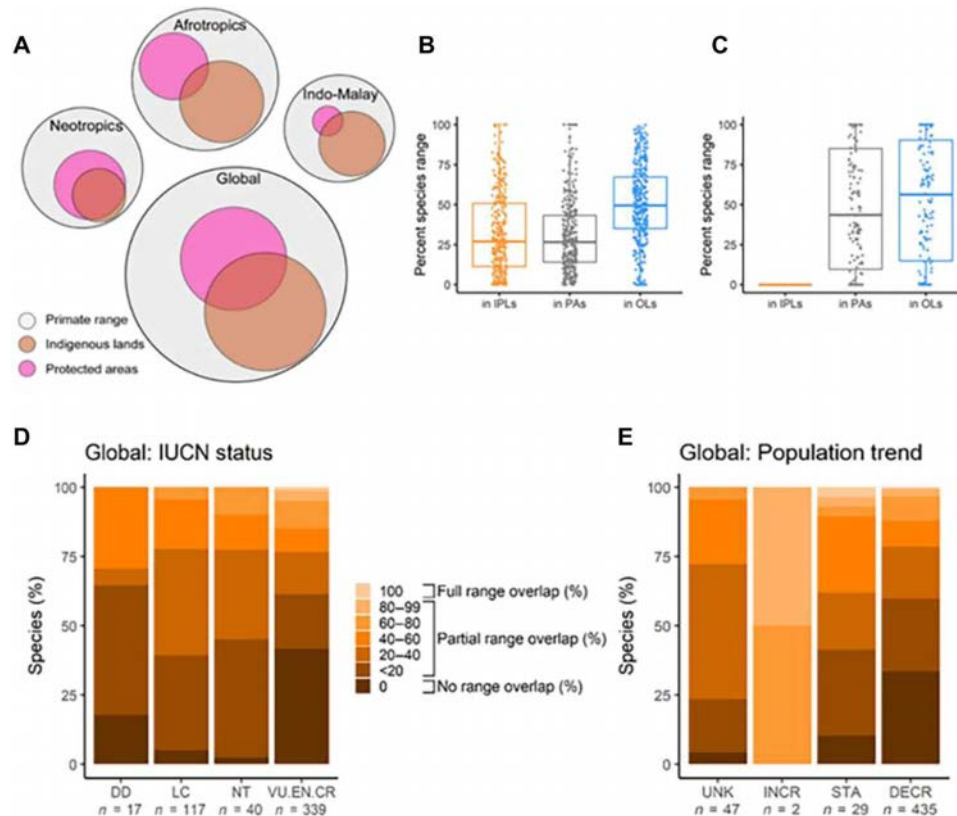 A
Afrotropics
Indo-Malay
Neotropics
Global
Primate range
Indigenous lands
Protected areas
B
Percent species range
100
75
50
25
0
in IPLs
in PAs
in OLs
C
Percent species range
100
75
50
25
0
in IPLs
in PAs
in OLs
D
Global: IUCN status
Species (%)
100
75
50
25
0
DD
LC
NT
VU.EN.CR
n = 17
n = 117
n = 40
n = 339
100
80–99
60–80
40–60
20–40
<20
0
Full range overlap (%)
Partial range overlap (%)
No range overlap (%)
E
Global: Population trend
Species (%)
100
75
50
25
0
UNK
INCR
STA
DECR
n = 47
n = 2
n = 29
n = 435